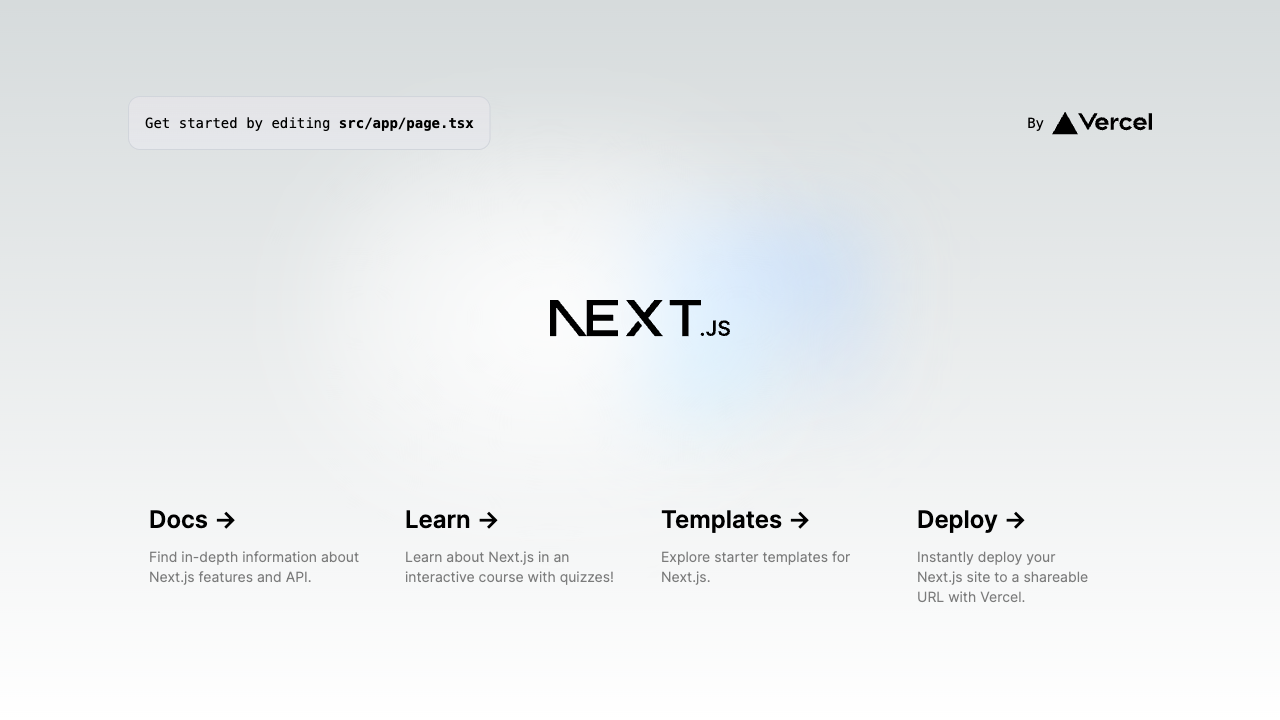 Get started by editing src/app/page.tsx
By Vercel
NEXT.JS
Docs →
Find in-depth information about
Next.js features and API.
Learn →
Learn about Next.js in an
interactive course with quizzes!
Templates →
Explore starter templates for
Next.js.
Deploy →
Instantly deploy your
Next.js site to a shareable
URL with Vercel.